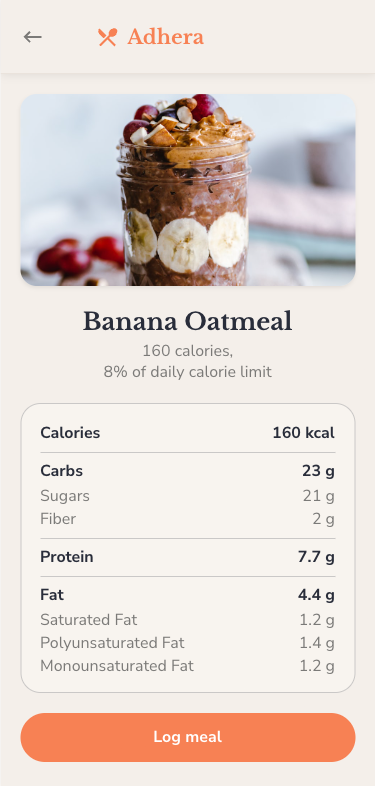 Adhera
Banana Oatmeal
160 calories,
8% of daily calorie limit
Calories 160 kcal
Carbs 23 g
Sugars 21 g
Fiber 2 g
Protein 7.7 g
Fat 4.4 g
Saturated Fat 1.2 g
Polyunsaturated Fat 1.4 g
Monounsaturated Fat 1.2 g
Log meal